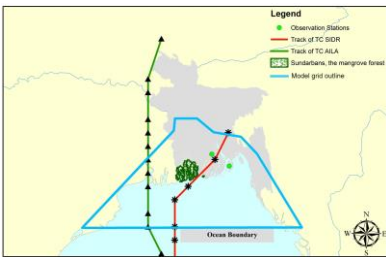 Legend
Observation Stations
Track of TC SIDR
Track of TC AILA
Sundarbans, the mangrove forest
Model grid outline
N
W
E
S
Ocean Boundary